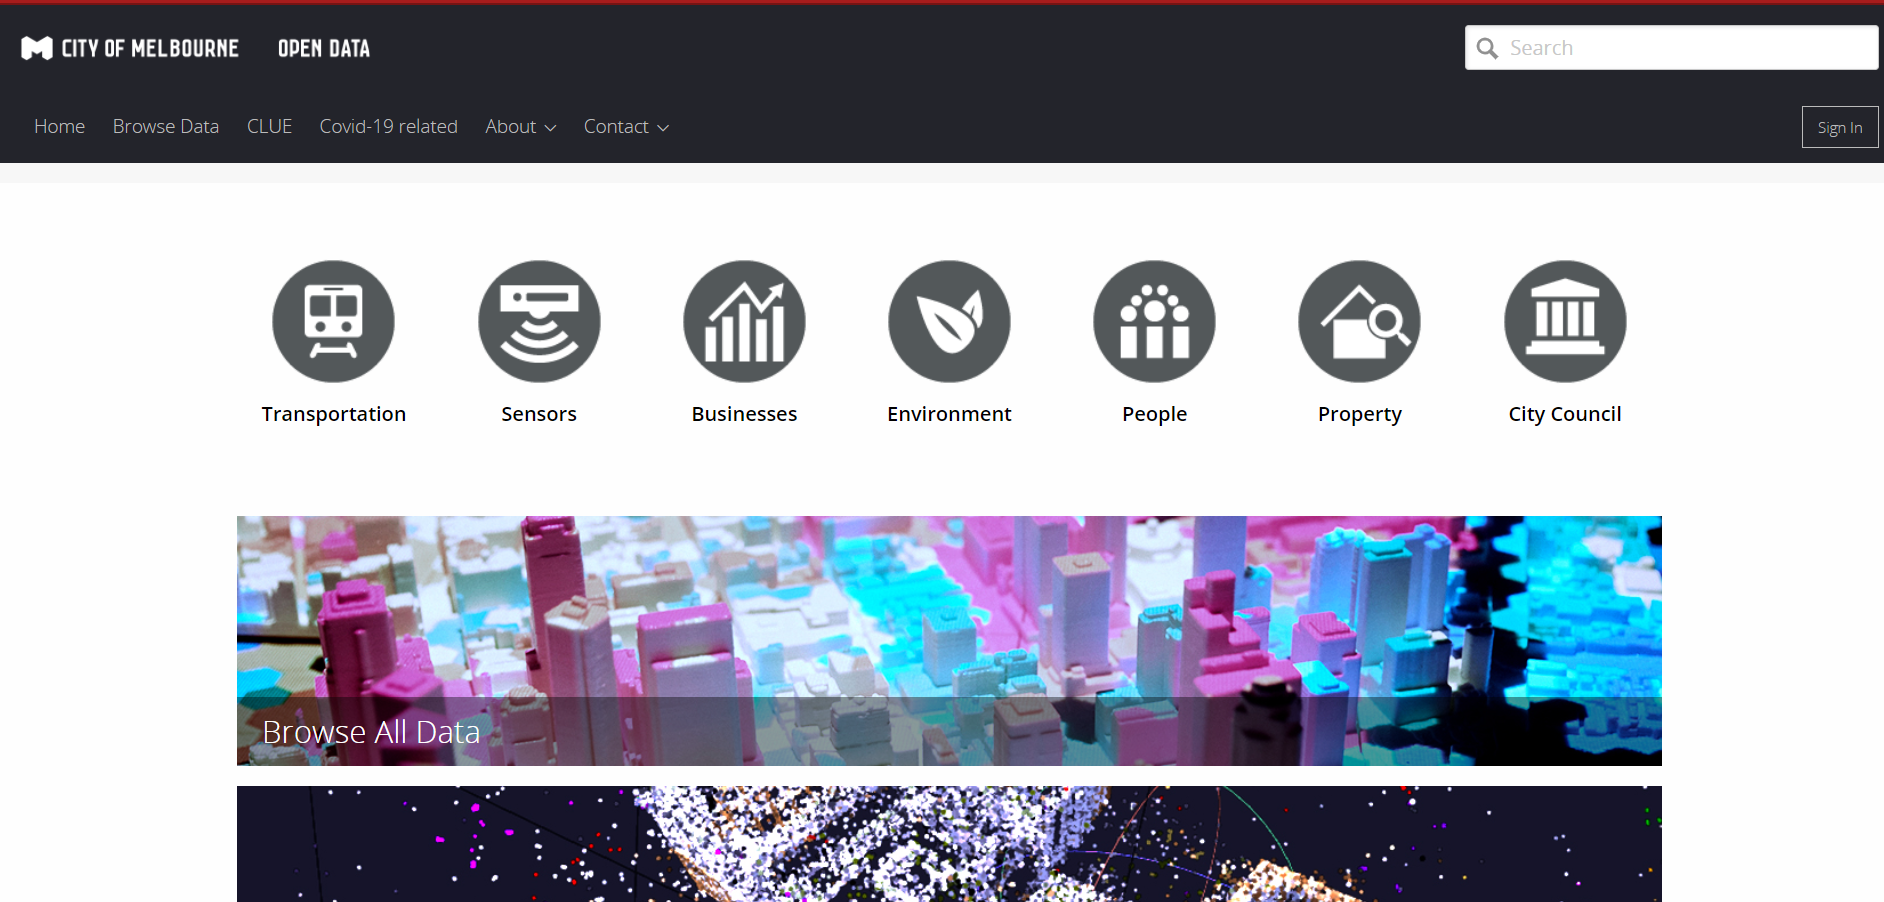 CITY OF MELBOURNE OPEN DATA
Search
Home Browse Data CLUE Covid-19 related About Contact
Sign In
Transportation Sensors Businesses Environment People Property City Council
Browse All Data